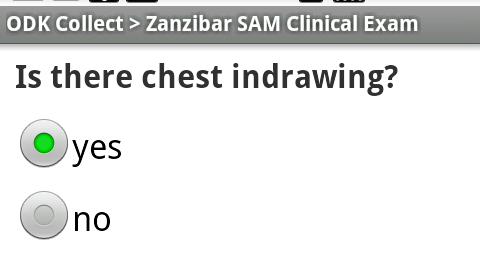 ODK Collect > Zanzibar SAM Clinical Exam
Is there chest indrawing?
yes
no